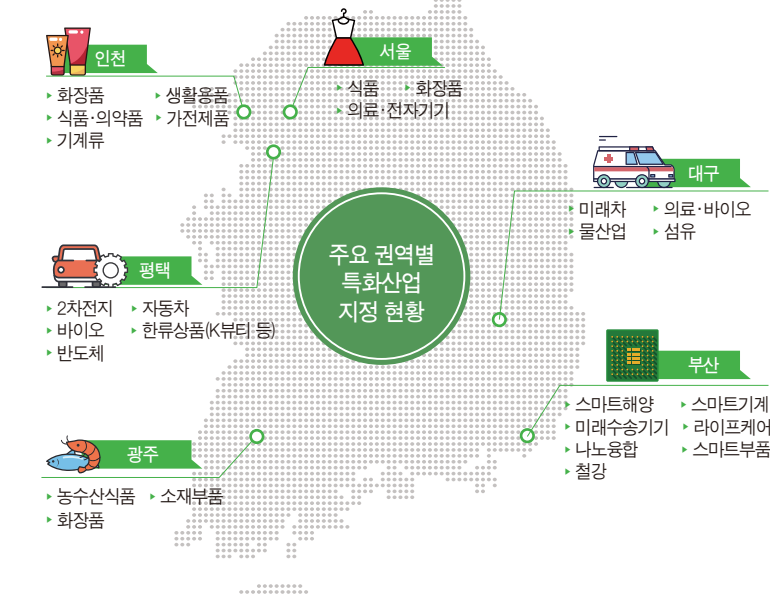 인천
화장품 생활용품
식품·의약품 가전제품
기계류
서울
식품 화장품
의료·전자기기
대구
미래차 의료·바이오
물산업 섬유
주요 권역별
특화산업
지정 현황
평택
2차전지 자동차
바이오 한류상품(K뷰티 등)
반도체
부산
스마트해양 스마트기계
미래수송기기 라이프케어
나노융합 스마트부품
철강
광주
농수산식품 소재부품
화장품